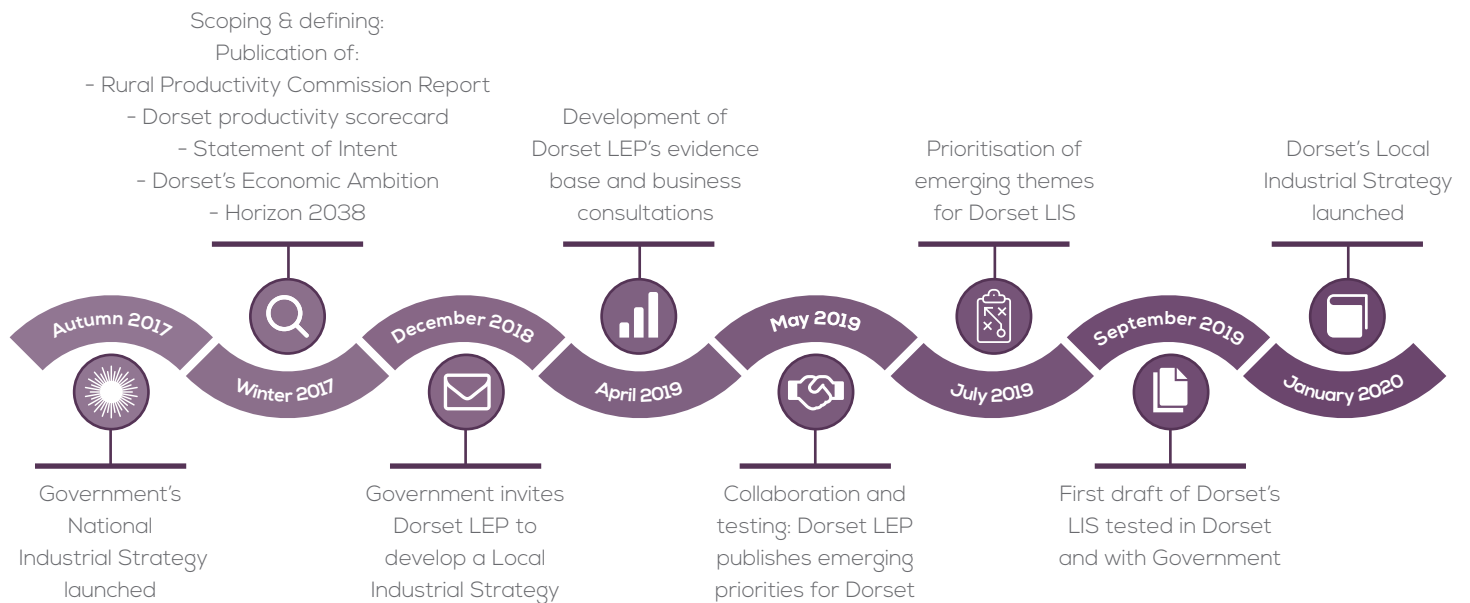 Scoping & defining:
Publication of:
- Rural Productivity Commission Report
- Dorset productivity scorecard
- Statement of Intent
- Dorset's Economic Ambition
- Horizon 2038
Development of
Dorset LEP's evidence
base and business
consultations
Prioritisation of
emerging themes
for Dorset LIS
Dorset's Local
Industrial Strategy
launched
Autumn 2017
Winter 2017
December 2018
April 2019
May 2019
July 2019
September 2019
January 2020
Government's
National
Industrial Strategy
launched
Government invites
Dorset LEP to
develop a Local
Industrial Strategy
Collaboration and
testing: Dorset LEP
publishes emerging
priorities for Dorset
First draft of Dorset's
LIS tested in Dorset
and with Government